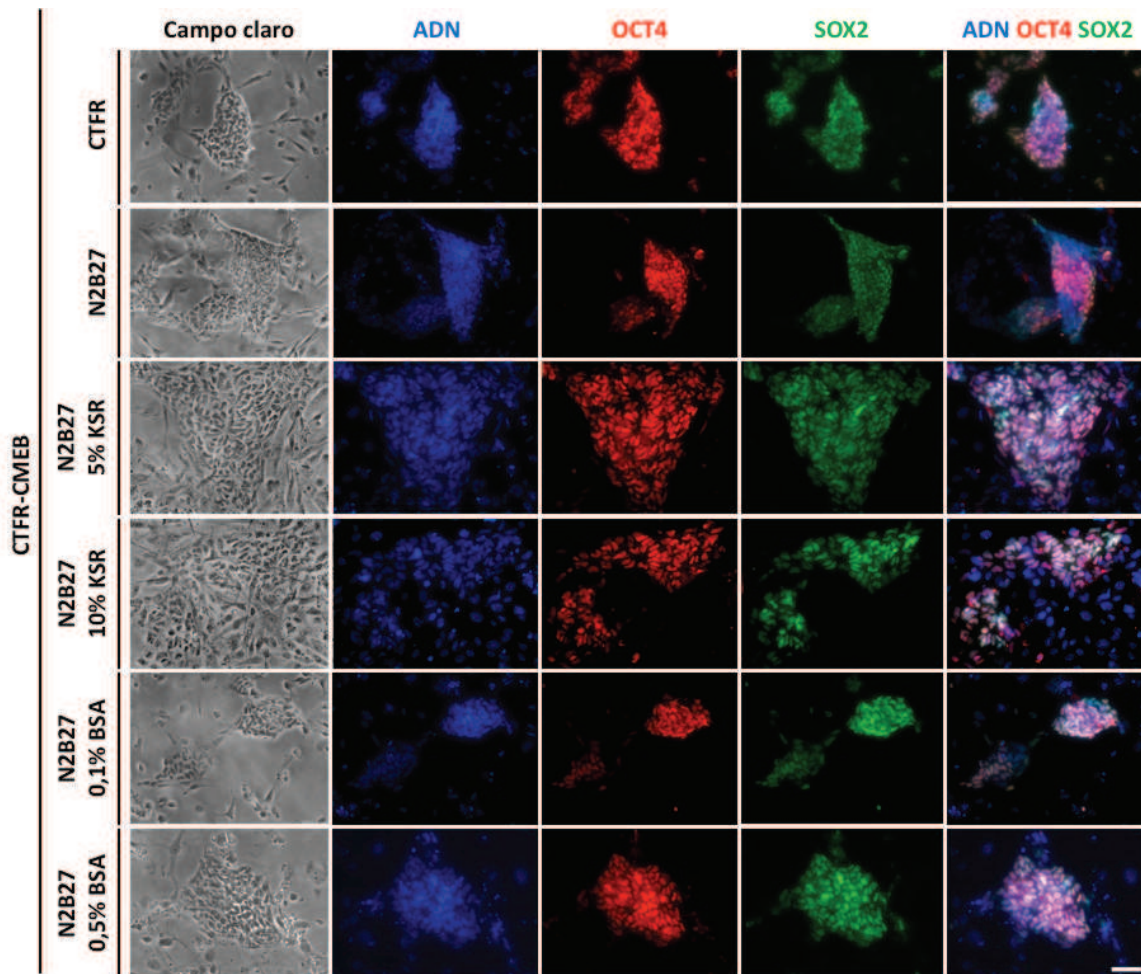 Campo claro ADN OCT4 SOX2 ADN OCT4 SOX2
CTFR-CMEB
CTFR
N2B27
N2B27
5% KSR
N2B27
10% KSR
N2B27
0,1% BSA
N2B27
0,5% BSA